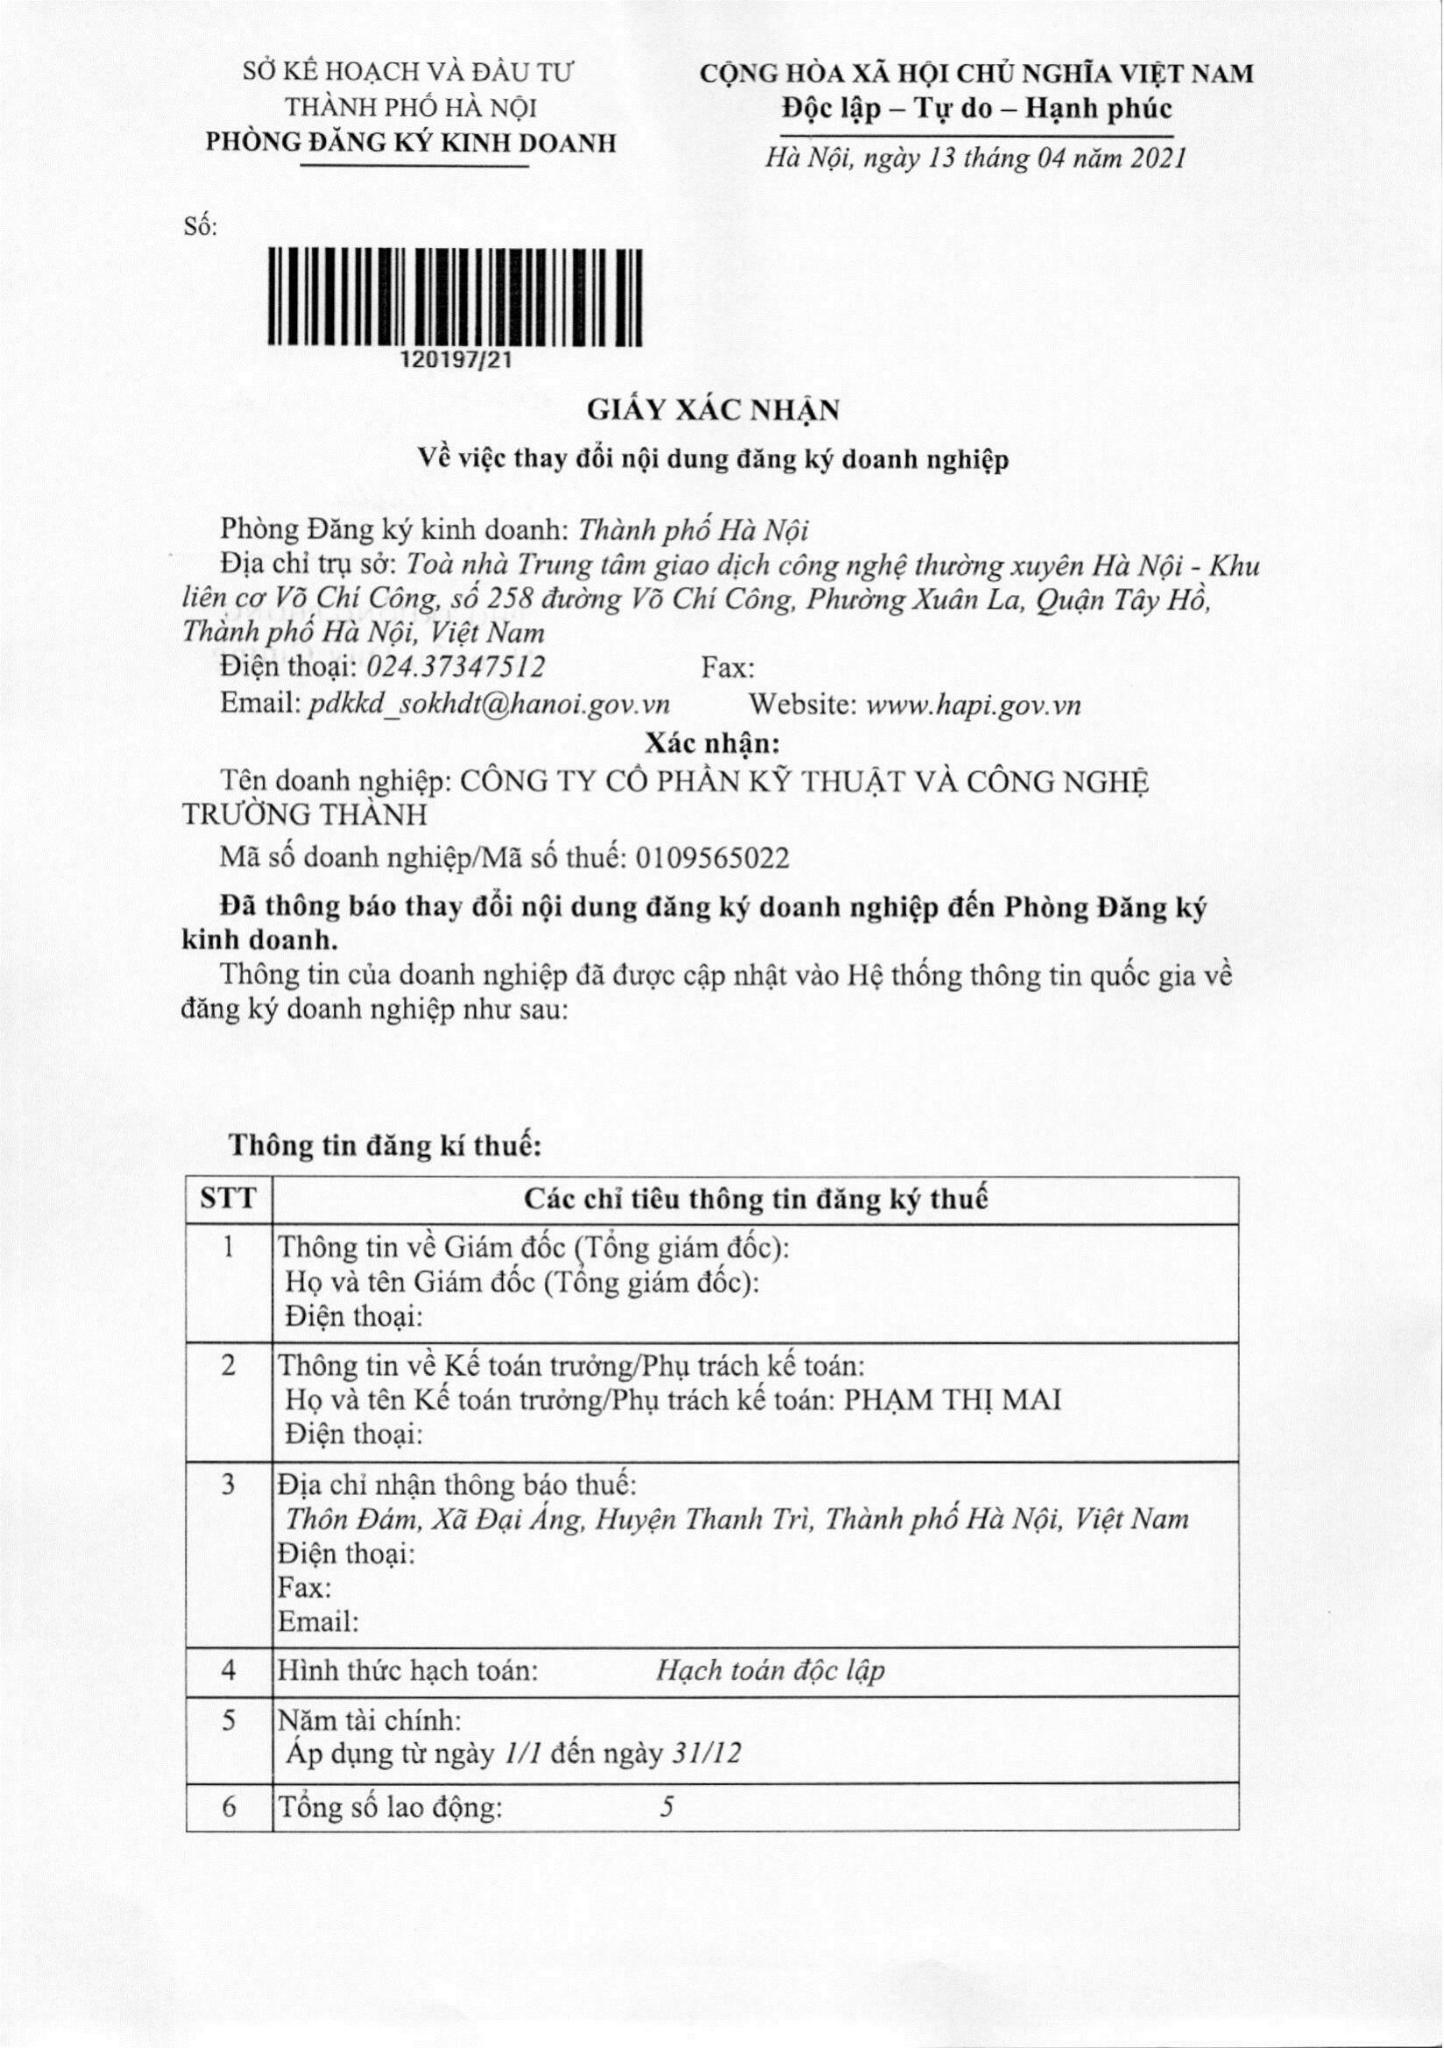 SỞ KẾ HOẠCH VÀ ĐẦU TƯ
THÀNH PHỐ HÀ NỘI
PHÒNG ĐĂNG KÝ KINH DOANH
CỘNG HÒA XÃ HỘI CHỦ NGHĨA VIỆT NAM
Độc lập – Tự do – Hạnh phúc
Hà Nội, ngày 13 tháng 04 năm 2021
Số:
120197/21
GIẤY XÁC NHẬN
Về việc thay đổi nội dung đăng ký doanh nghiệp
Phòng Đăng ký kinh doanh: Thành phố Hà Nội
Địa chỉ trụ sở: Toà nhà Trung tâm giao dịch công nghệ thường xuyên Hà Nội - Khu
liên cơ Võ Chí Công, số 258 đường Võ Chí Công, Phường Xuân La, Quận Tây Hồ,
Thành phố Hà Nội, Việt Nam
Điện thoại: 024.37347512 Fax:
Email: pdkkd_sokhdt@hanoi.gov.vn Website: www.hapi.gov.vn
Xác nhận:
Tên doanh nghiệp: CÔNG TY CỔ PHẦN KỸ THUẬT VÀ CÔNG NGHỆ
TRƯỜNG THÀNH
Mã số doanh nghiệp/Mã số thuế: 0109565022
Đã thông báo thay đổi nội dung đăng ký doanh nghiệp đến Phòng Đăng ký
kinh doanh.
Thông tin của doanh nghiệp đã được cập nhật vào Hệ thống thông tin quốc gia về
đăng ký doanh nghiệp như sau:
Thông tin đăng kí thuế:
STT Các chỉ tiêu thông tin đăng ký thuế
1 Thông tin về Giám đốc (Tổng giám đốc):
Họ và tên Giám đốc (Tổng giám đốc):
Điện thoại:
2 Thông tin về Kế toán trưởng/Phụ trách kế toán:
Họ và tên Kế toán trưởng/Phụ trách kế toán: PHẠM THỊ MAI
Điện thoại:
3 Địa chỉ nhận thông báo thuế:
Thôn Đám, Xã Đại Áng, Huyện Thanh Trì, Thành phố Hà Nội, Việt Nam
Điện thoại:
Fax:
Email:
4 Hình thức hạch toán: Hạch toán độc lập
5 Năm tài chính:
Áp dụng từ ngày 1/1 đến ngày 31/12
6 Tổng số lao động: 5